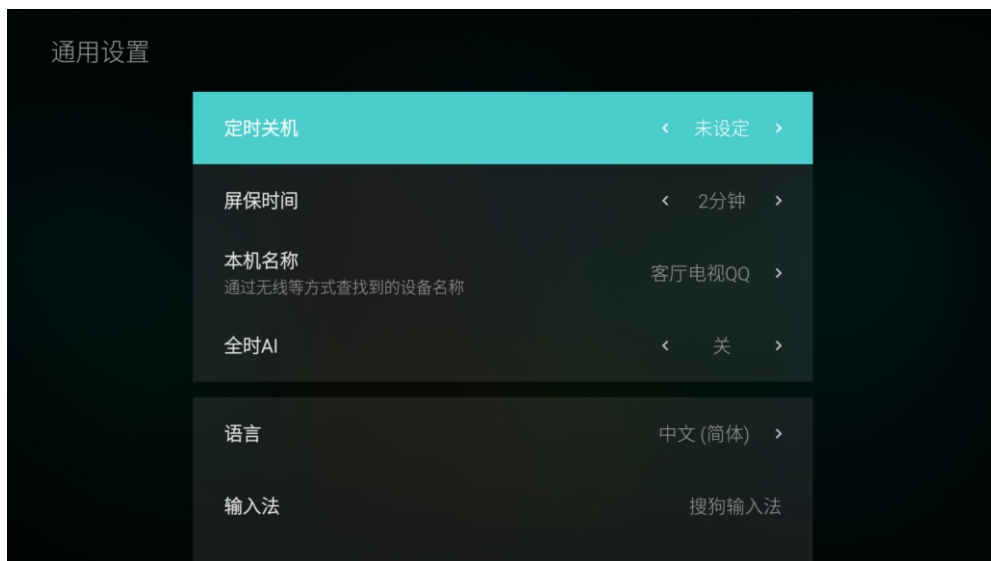 通用设置
定时关机 < 未设定 >
屏保时间 < 2分钟 >
本机名称 客厅电视QQ >
通过无线等方式查找到的设备名称
全时AI < 关 >
语言 中文 (简体) >
输入法 搜狗输入法